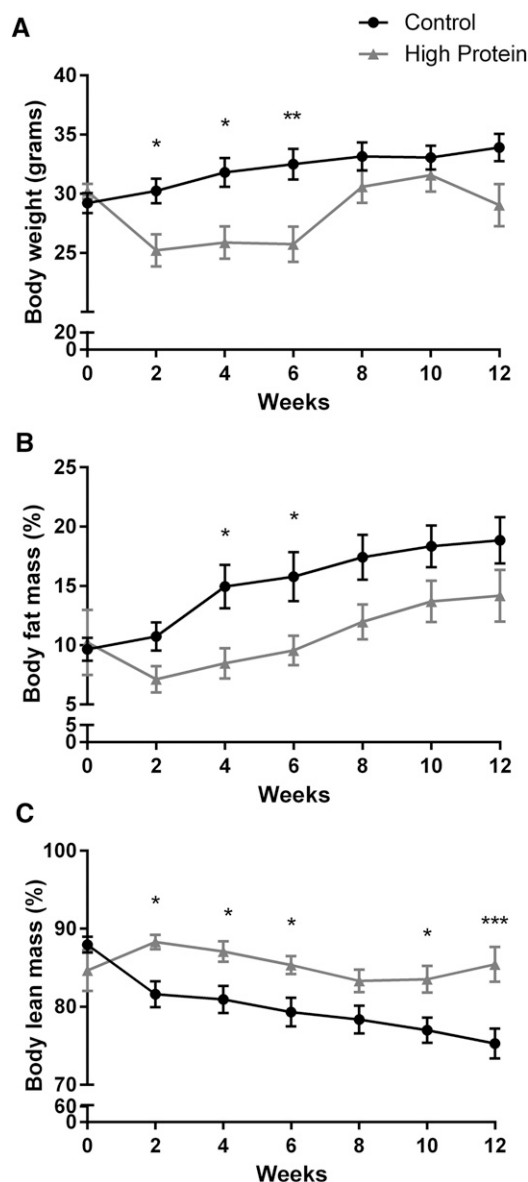 A
Control
High Protein
Body weight (grams)
40
35
30
25
20
0
*
*
**
0 2 4 6 8 10 12
Weeks
B
Body fat mass (%)
25
20
15
10
5
5
0
*
*
0 2 4 6 8 10 12
Weeks
C
Body lean mass (%)
100
90
80
70
60
0
*
*
*
*
***
0 2 4 6 8 10 12
Weeks